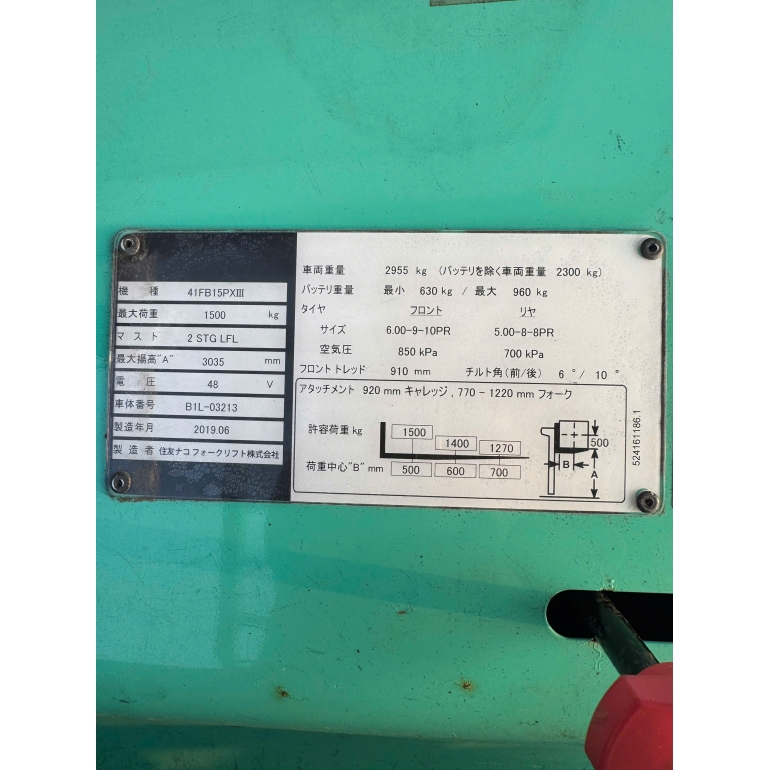 機 種 41FB15PXIII
最大荷重 1500 kg
マ ス ト 2 STG LFL
最大揚高"A" 3035 mm
電 圧 48 V
車体番号 B1L-03213
製造年月 2019.06
製 造 者 住友ナコフォークリフト株式会社
車両重量 2955 kg (バッテリを除く車両重量 2300 kg)
バッテリ重量 最小 630 kg / 最大 960 kg
タイヤ フロント リヤ
サイズ 6.00-9-10PR 5.00-8-8PR
空気圧 850 kPa 700 kPa
フロントトレッド 910 mm チルト角(前/後) 6 °/ 10 °
アタッチメント 920 mm キャレッジ , 770 - 1220 mm フォーク
許容荷重 kg 1500 1400 1270
荷重中心"B" mm 500 600 700
500
B
A
524161186.1